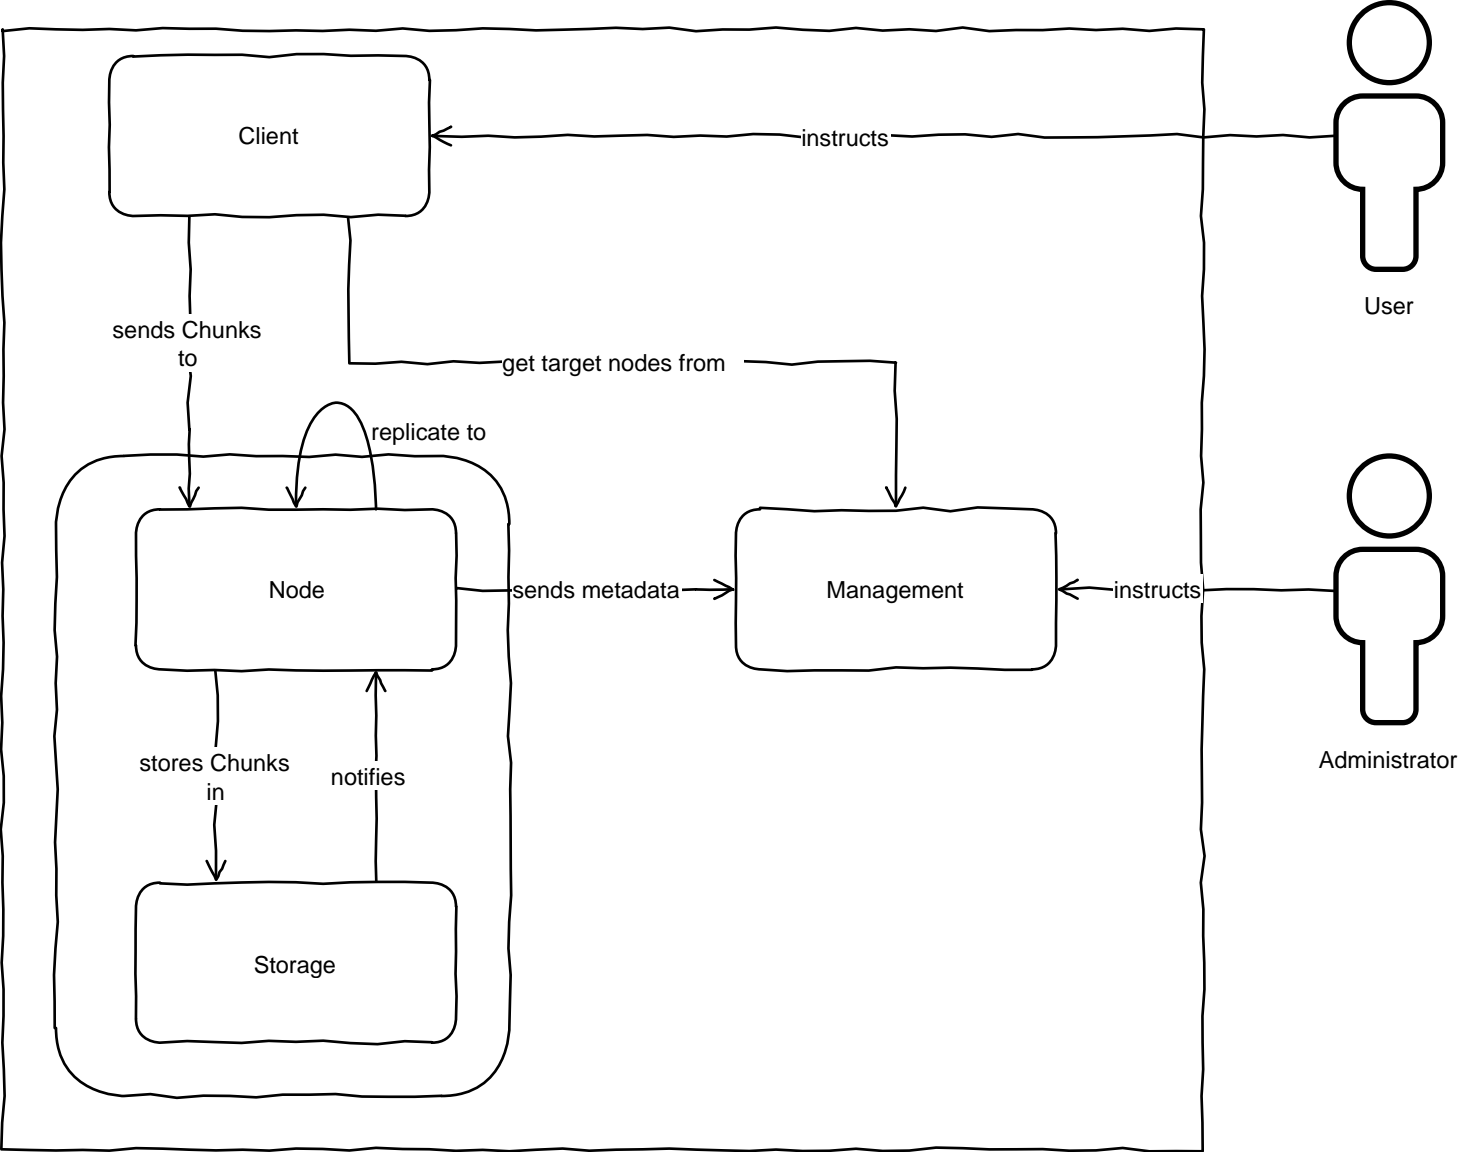 Client
instructs
User
sends Chunks
to
get target nodes from
replicate to
Node
sends metadata
Management
instructs
Administrator
stores Chunks
in
notifies
Storage